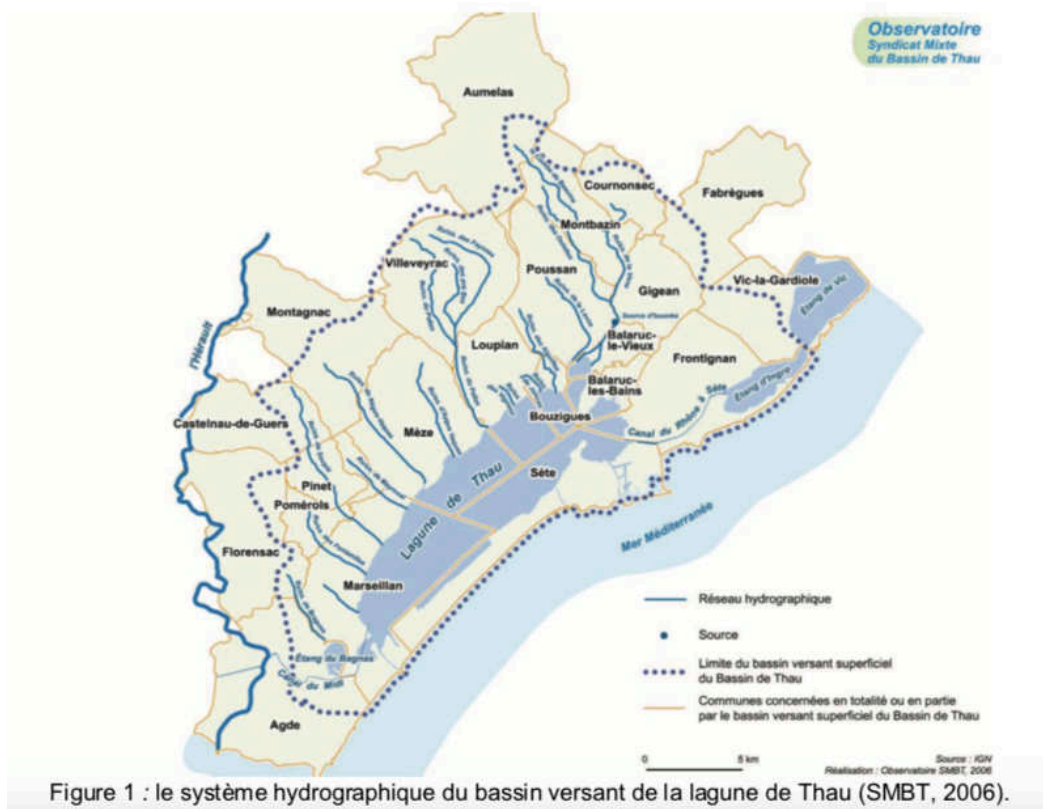 Observatoire
Syndicat Mixte
du Bassin de Thau
Aumelas
Cournonsec
Fabrègues
Montbazin
Villeveyrac
Poussan
Vic-la-Gardiole
Etang de Vic
Gigean
Montagnac
l'Hérault
Source d'Issanka
Loupian
Balaruc-
le-Vieux
Frontignan
Balaruc-
les-Bains
Etang d'Ingril
Castelnau-de-Guers
Mèze
Bouzigues
Canal du Rhône à Sète
Sète
Pinet
Pomérols
Lagune de Thau
Mer Méditerranée
Florensac
Marseillan
Étang du Bagnas
Canal du Midi
Agde
Réseau hydrographique
Source
Limite du bassin versant superficiel
du Bassin de Thau
Communes concernées en totalité ou en partie
par le bassin versant superficiel du Bassin de Thau
0 5 km
Source : IGN
Réalisation : Observatoire SMBT, 2006
Figure 1 : le système hydrographique du bassin versant de la lagune de Thau (SMBT, 2006).